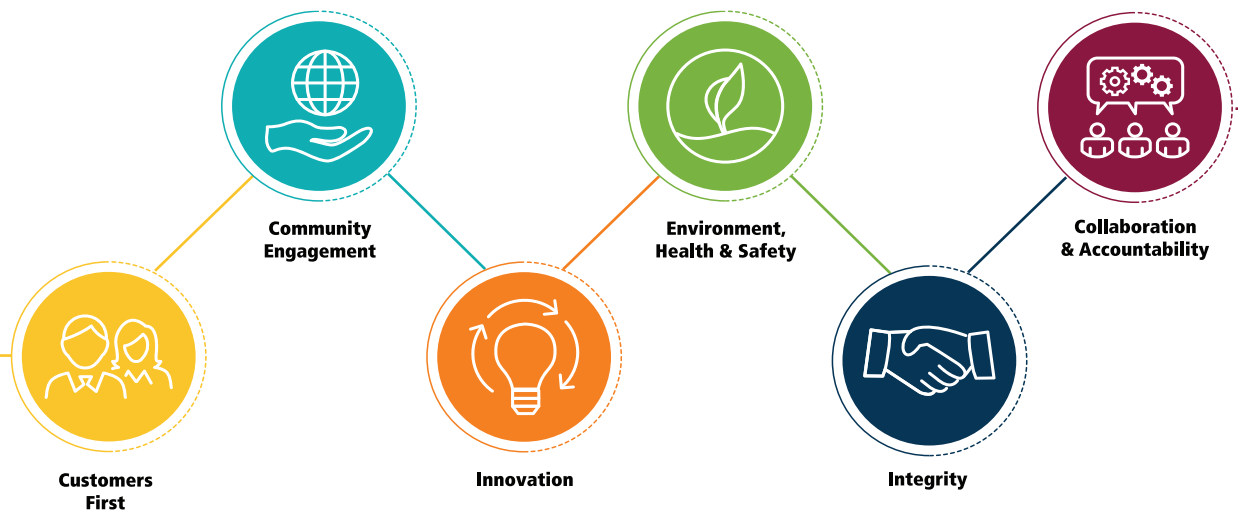 Community
Engagement
Environment,
Health & Safety
Collaboration
& Accountability
Customers
First
Innovation
Integrity